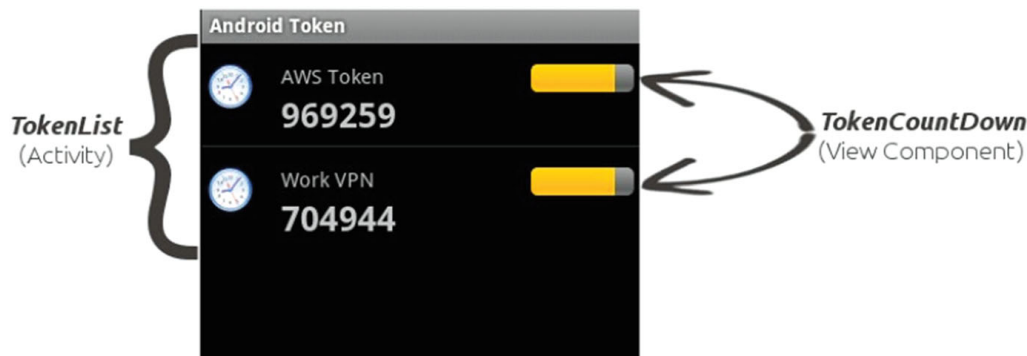 Android Token
AWS Token
969259
Work VPN
704944
TokenList
(Activity)
TokenCountDown
(View Component)